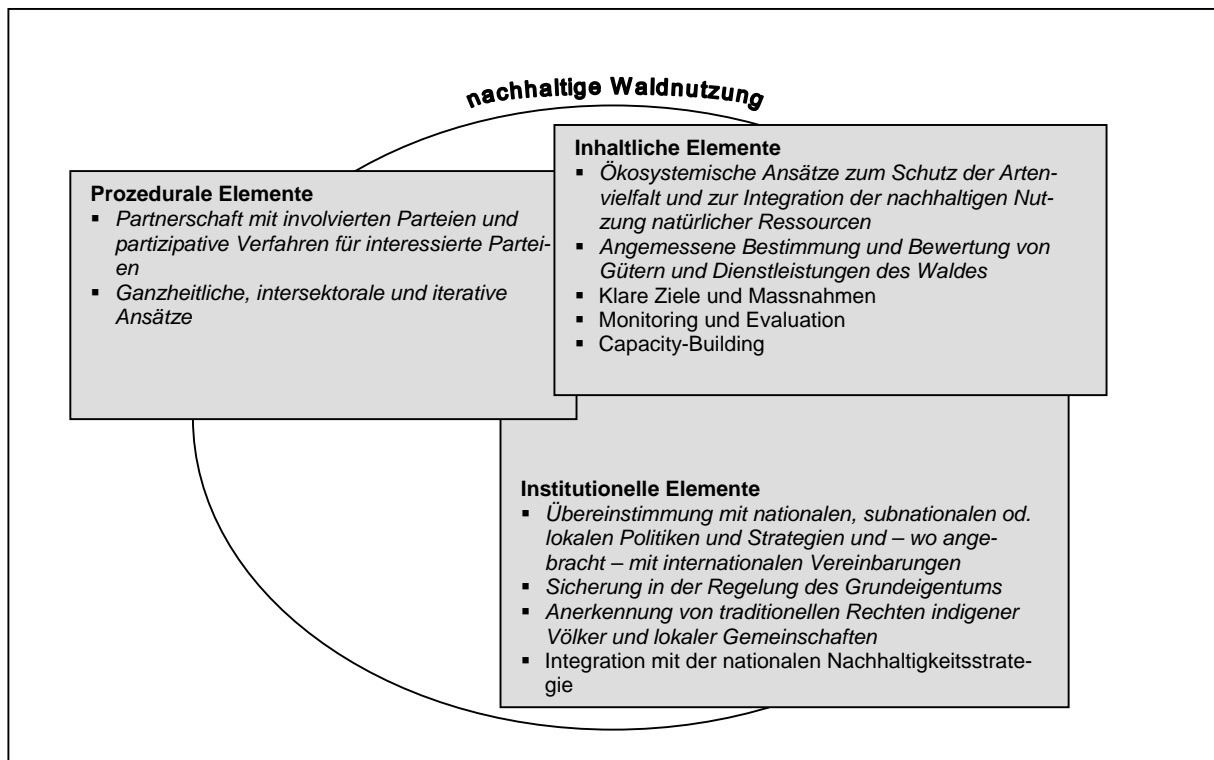 nachhaltige Waldnutzung
Prozedurale Elemente
▪ Partnerschaft mit involvierten Parteien und
partizipative Verfahren für interessierte Partei-
en
▪ Ganzheitliche, intersektorale und iterative
Ansätze
Inhaltliche Elemente
▪ Ökosystemische Ansätze zum Schutz der Arten-
vielfalt und zur Integration der nachhaltigen Nut-
zung natürlicher Ressourcen
▪ Angemessene Bestimmung und Bewertung von
Gütern und Dienstleistungen des Waldes
▪ Klare Ziele und Massnahmen
▪ Monitoring und Evaluation
▪ Capacity-Building
Institutionelle Elemente
▪ Übereinstimmung mit nationalen, subnationalen od.
lokalen Politiken und Strategien und – wo ange-
bracht – mit internationalen Vereinbarungen
▪ Sicherung in der Regelung des Grundeigentums
▪ Anerkennung von traditionellen Rechten indigener
Völker und lokaler Gemeinschaften
▪ Integration mit der nationalen Nachhaltigkeitsstrate-
gie